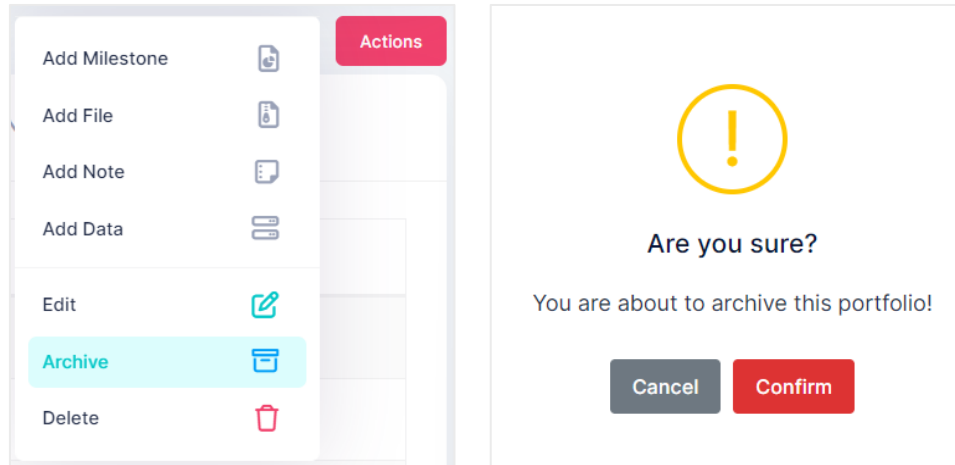 Actions
Add Milestone
Add File
Add Note
Add Data
Edit
Archive
Delete
!
Are you sure?
You are about to archive this portfolio!
Cancel
Confirm